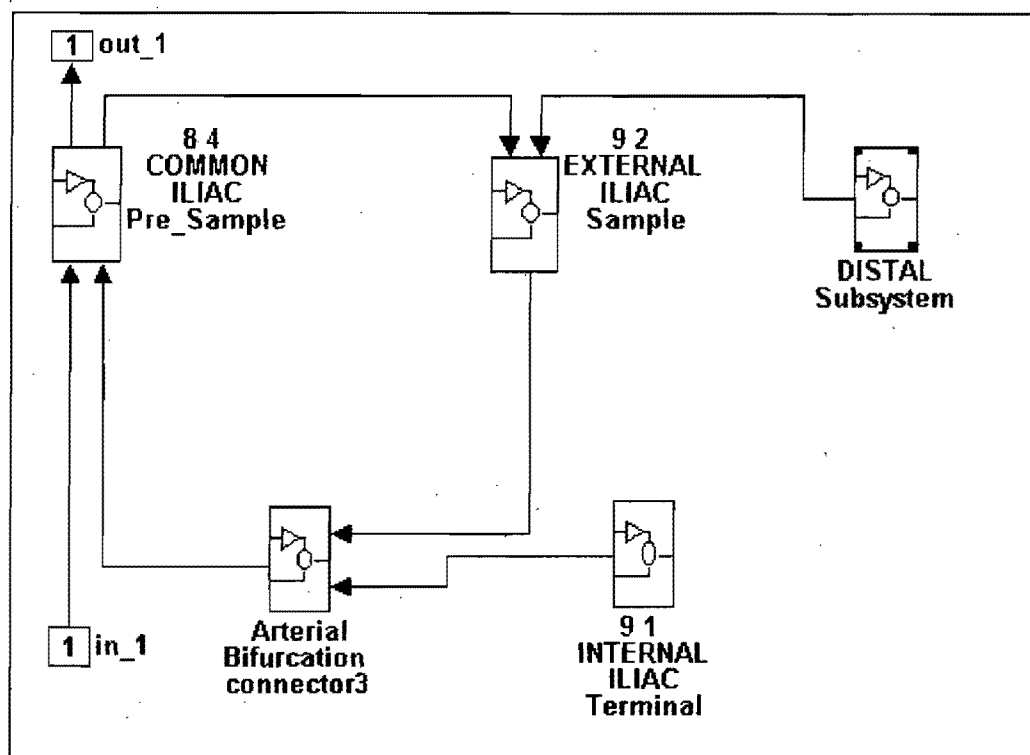 1 out_1
8 4
COMMON
ILIAC
Pre_Sample
9 2
EXTERNAL
ILIAC
Sample
DISTAL
Subsystem
1 in_1
Arterial
Bifurcation
connector3
9 1
INTERNAL
ILIAC
Terminal